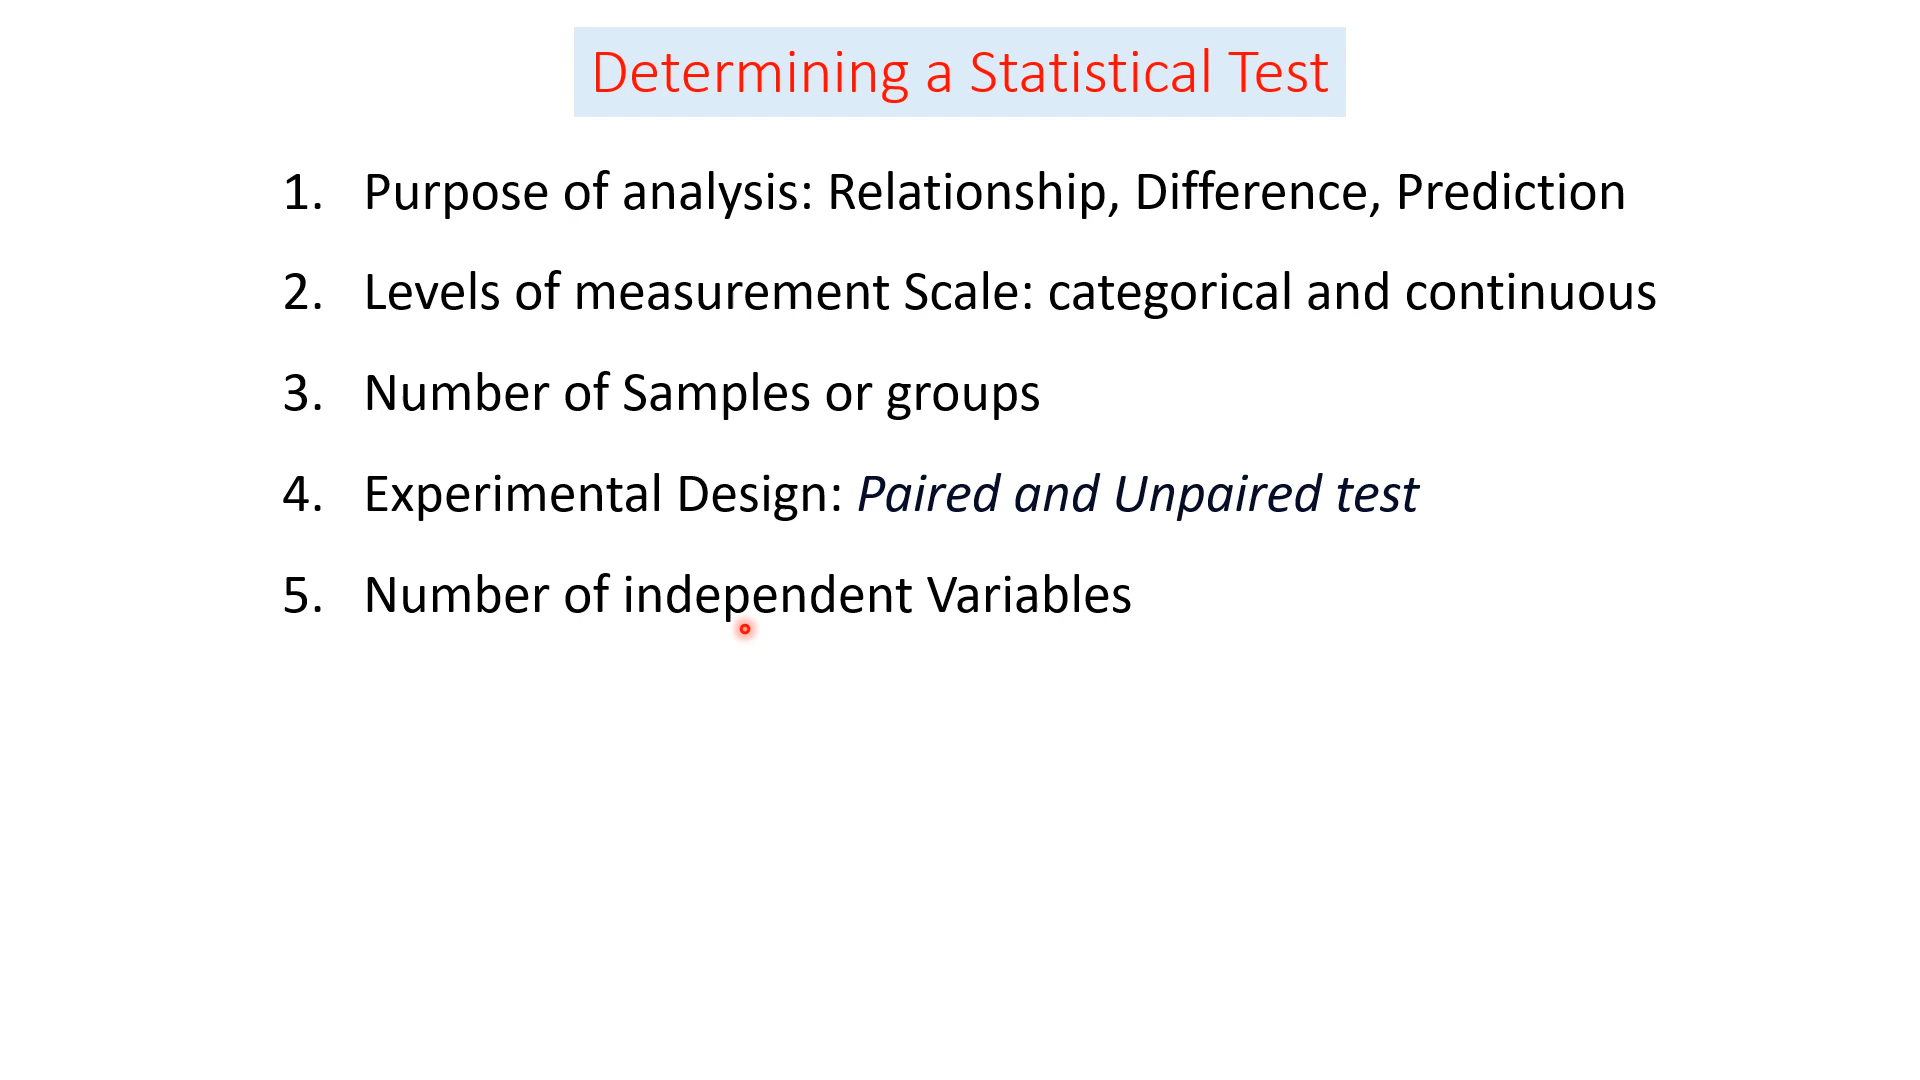 Determining a Statistical Test
1. Purpose of analysis: Relationship, Difference, Prediction
2. Levels of measurement Scale: categorical and continuous
3. Number of Samples or groups
4. Experimental Design: Paired and Unpaired test
5. Number of independent Variables